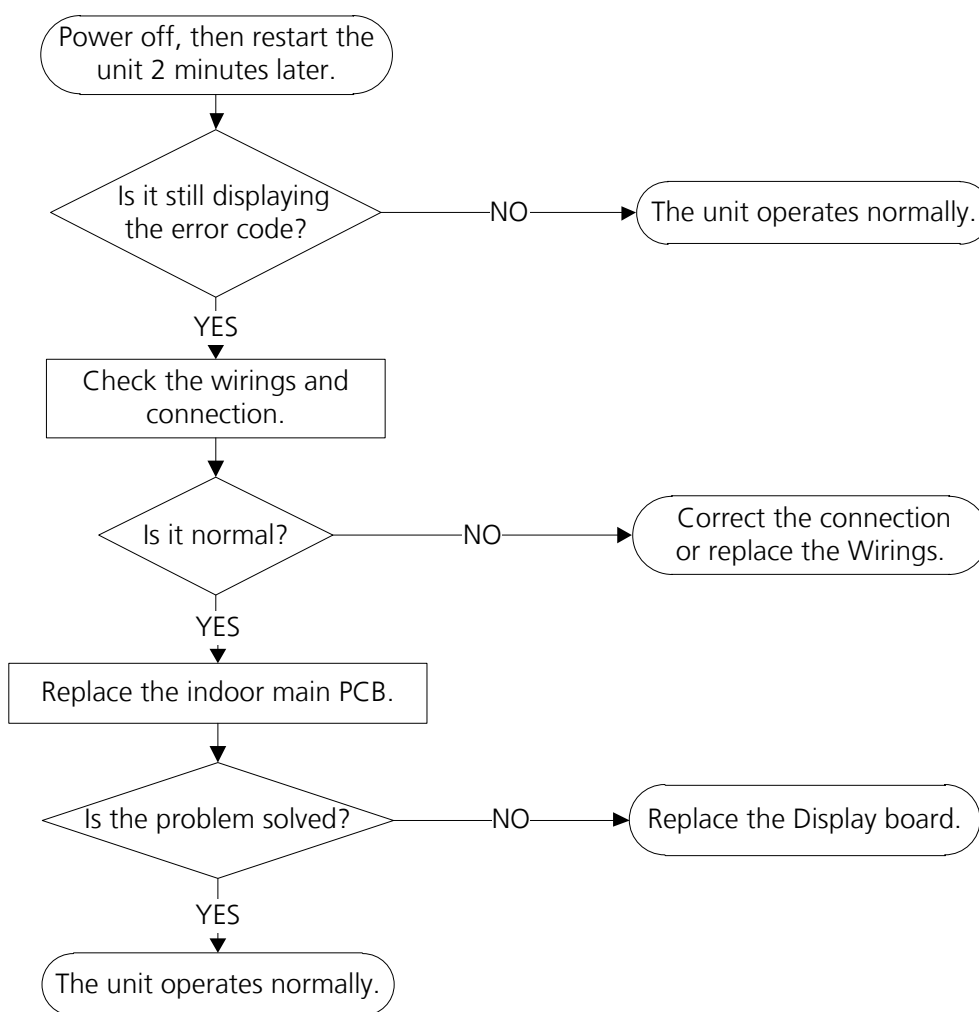 Power off, then restart the
unit 2 minutes later.
Is it still displaying
the error code?
NO
The unit operates normally.
YES
Check the wirings and
connection.
Is it normal?
NO
Correct the connection
or replace the Wirings.
YES
Replace the indoor main PCB.
Is the problem solved?
NO
Replace the Display board.
YES
The unit operates normally.